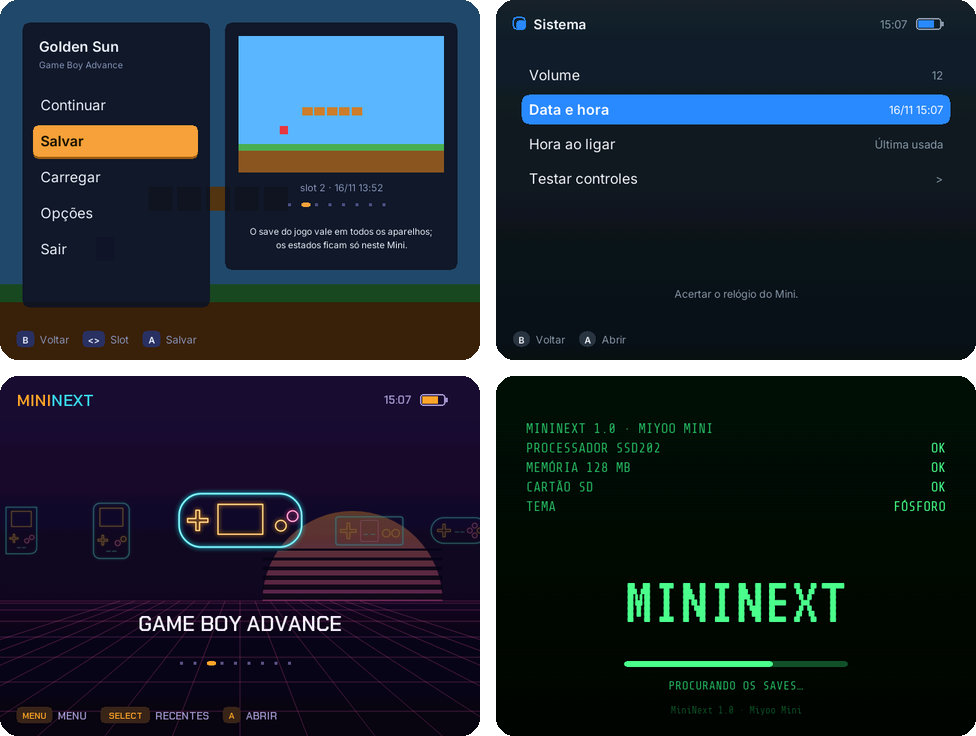 Golden Sun
Game Boy Advance
Continuar
Salvar
Carregar
Opções
Sair
slot 2 · 16/11 13:52
O save do jogo vale em todos os aparelhos;
os estados ficam só neste Mini.
B Voltar <> Slot A Salvar
Sistema 15:07
Volume 12
Data e hora 16/11 15:07
Hora ao ligar Última usada
Testar controles >
Acertar o relógio do Mini.
B Voltar A Abrir
MININEXT 15:07
GAME BOY ADVANCE
MENU MENU SELECT RECENTES A ABRIR
MININEXT 1.0 · MIYOO MINI
PROCESSADOR SSD202 OK
MEMÓRIA 128 MB OK
CARTÃO SD OK
TEMA FÓSFORO
MININEXT
PROCURANDO OS SAVES…
MiniNext 1.0 · Miyoo Mini